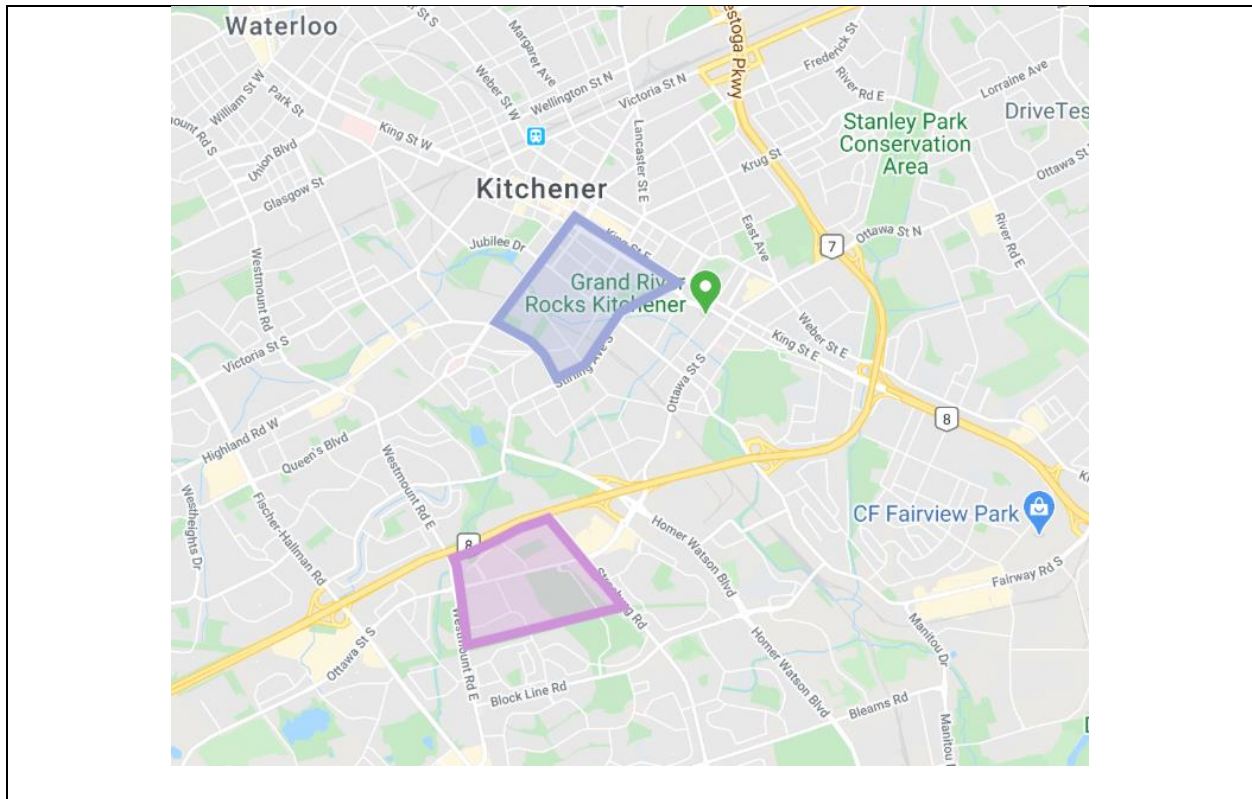 Waterloo
Margaret Ave
Weber St W
Wellington St N
Victoria St N
Frederick St
River Rd E
Lorraine Ave
DriveTes
William St W
Park St
King St W
Lancaster St E
Stanley Park
Conservation
Area
Union Blvd
Glasgow St
Krug St
Ottawa St
Kitchener
East Ave
Ottawa St N
River Rd E
Jubilee Dr
King St E
7
Westmount Rd
Grand River
Rocks Kitchener
Weber St E
King St E
Victoria St S
Stirling Ave S
Ottawa St S
8
Highland Rd W
Queen's Blvd
Westmount Rd E
Westheights Dr
Fischer-Hallman Rd
CF Fairview Park
8
Homer Watson Blvd
Fairway Rd S
Strasburg Rd
Westmount Rd E
Ottawa St S
Homer Watson Blvd
Manitou Dr
Block Line Rd
Bleams Rd